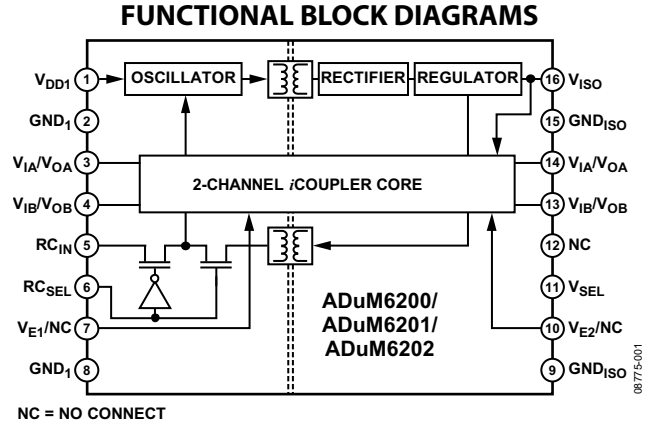 FUNCTIONAL BLOCK DIAGRAMS
VDD1 1
OSCILLATOR
RECTIFIER
REGULATOR
16 VISO
GND1 2
15 GNDISO
VIA/VOA 3
2-CHANNEL iCOUPLER CORE
14 VIA/VOA
VIB/VOB 4
13 VIB/VOB
RCIN 5
12 NC
RCSEL 6
11 VSEL
ADuM6200/
ADuM6201/
ADuM6202
VE1/NC 7
10 VE2/NC
GND1 8
9 GNDISO
08775-001
NC = NO CONNECT